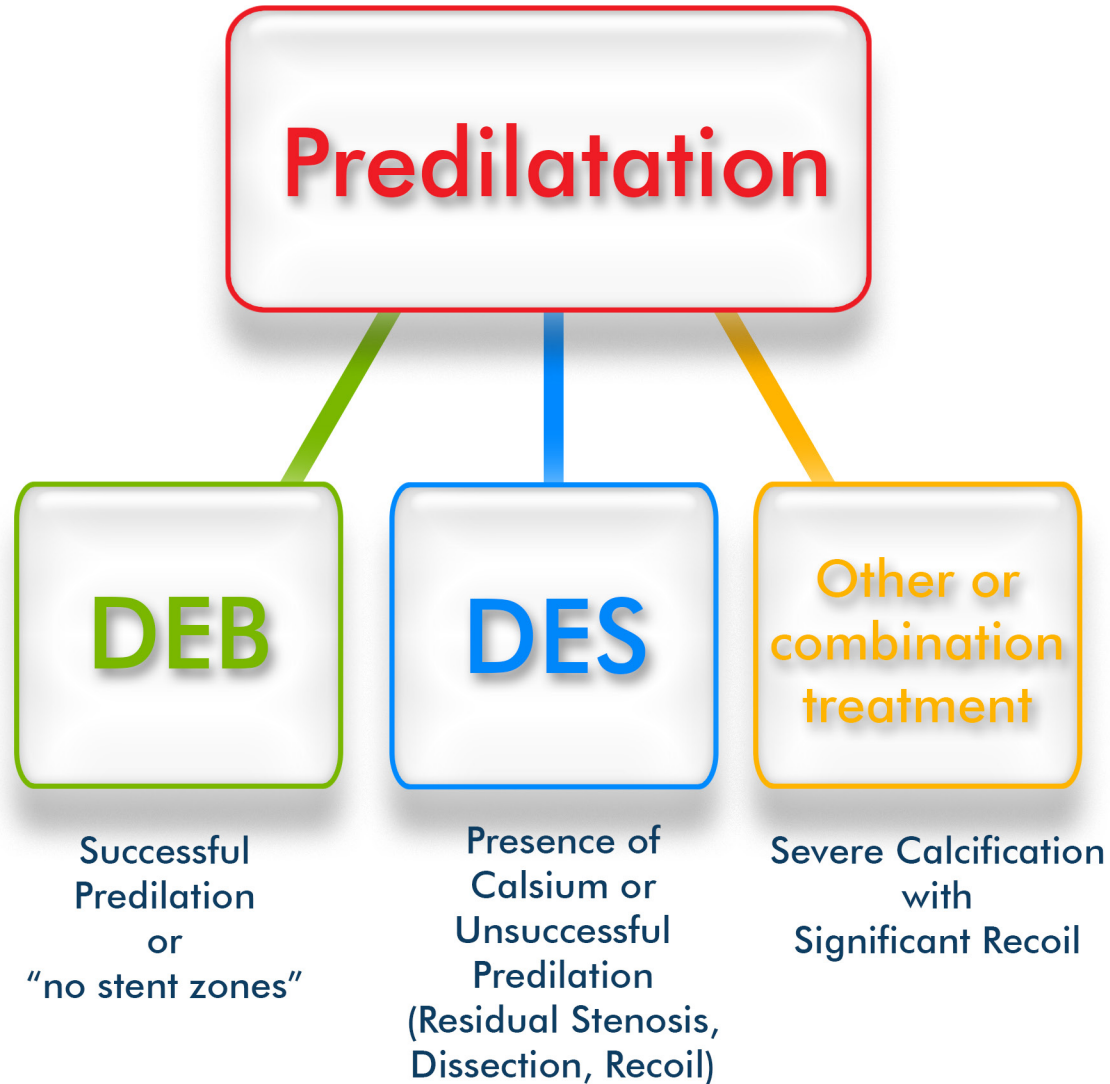 Predilatation
DEB
DES
Other or
combination
treatment
Successful
Predilation
or
“no stent zones”
Presence of
Calsium or
Unsuccessful
Predilation
(Residual Stenosis,
Dissection, Recoil)
Severe Calcification
with
Significant Recoil